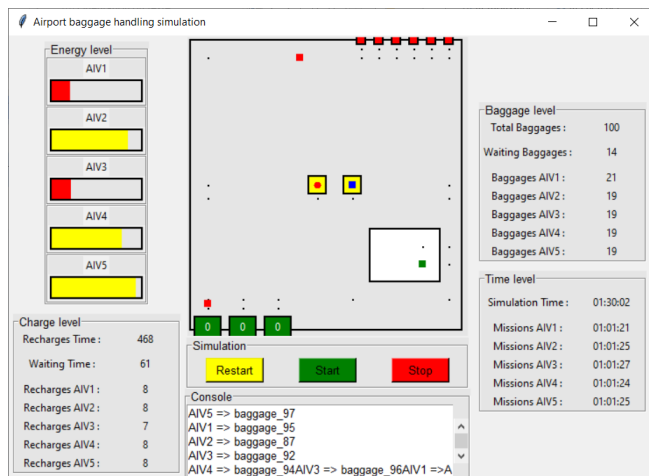 Airport baggage handling simulation
Energy level
AIV1
AIV2
AIV3
AIV4
AIV5
Charge level
Recharges Time : 468
Waiting Time : 61
Recharges AIV1 : 8
Recharges AIV2 : 8
Recharges AIV3 : 7
Recharges AIV4 : 8
Recharges AIV5 : 8
0 0 0
Simulation
Restart Start Stop
Console
AIV5 => baggage_97
AIV1 => baggage_95
AIV2 => baggage_87
AIV3 => baggage_92
AIV4 => baggage_94AIV3 => baggage_96AIV1 =>A
Baggage level
Total Baggages : 100
Waiting Baggages : 14
Baggages AIV1 : 21
Baggages AIV2 : 19
Baggages AIV3 : 19
Baggages AIV4 : 19
Baggages AIV5 : 19
Time level
Simulation Time : 01:30:02
Missions AIV1 : 01:01:21
Missions AIV2 : 01:01:25
Missions AIV3 : 01:01:27
Missions AIV4 : 01:01:24
Missions AIV5 : 01:01:25